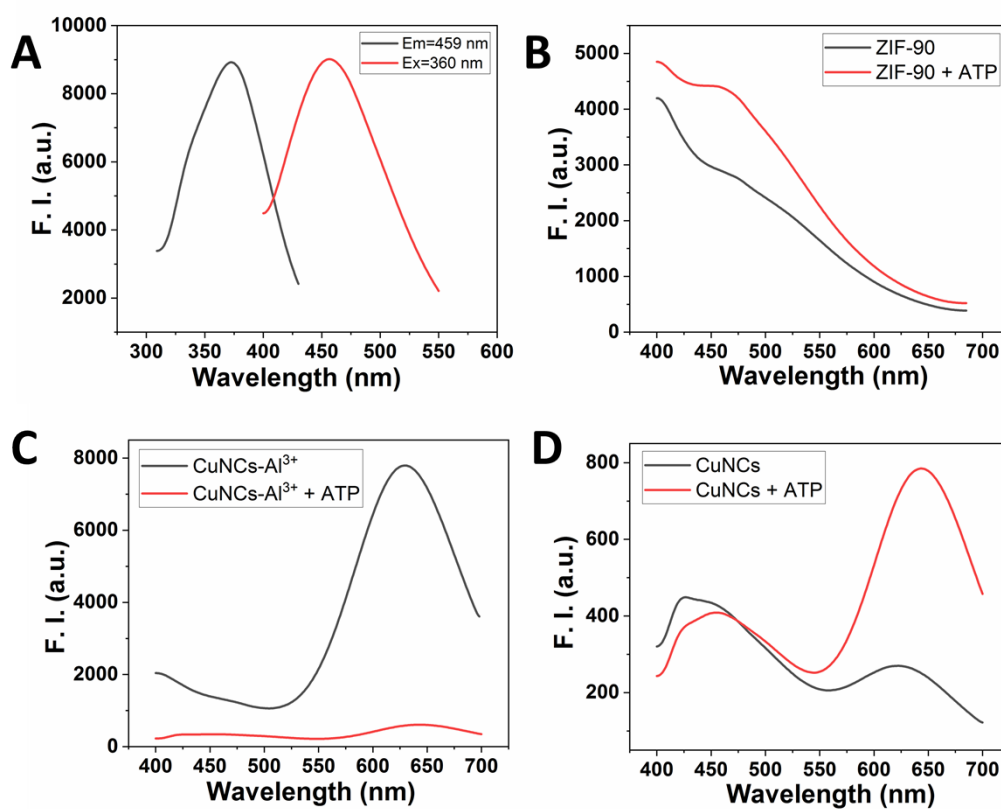 A
F. I. (a.u.)
10000
8000
6000
4000
2000
Em=459 nm
Ex=360 nm
300 350 400 450 500 550 600
Wavelength (nm)
B
F. I. (a.u.)
5000
4000
3000
2000
1000
0
ZIF-90
ZIF-90 + ATP
400 450 500 550 600 650 700
Wavelength (nm)
C
F. I. (a.u.)
8000
6000
4000
2000
0
CuNCs-Al³⁺
CuNCs-Al³⁺ + ATP
400 450 500 550 600 650 700
Wavelength (nm)
D
F. I. (a.u.)
800
600
400
200
CuNCs
CuNCs + ATP
400 450 500 550 600 650 700
Wavelength (nm)